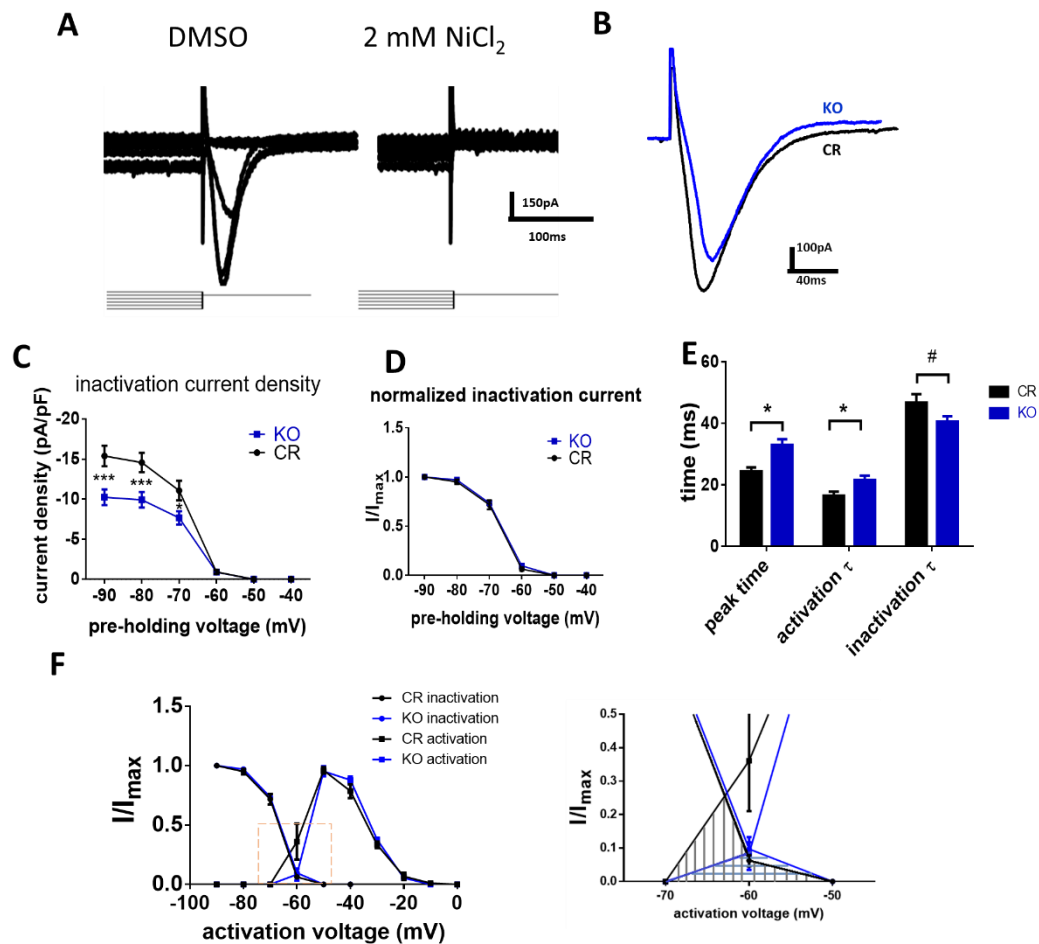 A
DMSO
2 mM NiCl2
150pA
100ms
B
KO
CR
100pA
40ms
C
inactivation current density
current density (pA/pF)
-20
-15
-10
-5
0
KO
CR
***
***
*
-90 -80 -70 -60 -50 -40
pre-holding voltage (mV)
D
normalized inactivation current
I/Imax
1.5
1.0
0.5
0.0
KO
CR
-90 -80 -70 -60 -50 -40
pre-holding voltage (mV)
E
time (ms)
60
40
20
0
*
*
#
CR
KO
peak time
activation τ
inactivation τ
F
I/Imax
1.5
1.0
0.5
0.0
CR inactivation
KO inactivation
CR activation
KO activation
-100 -80 -60 -40 -20 0
activation voltage (mV)
I/Imax
0.5
0.4
0.3
0.2
0.1
0.0
-70 -60 -50
activation voltage (mV)